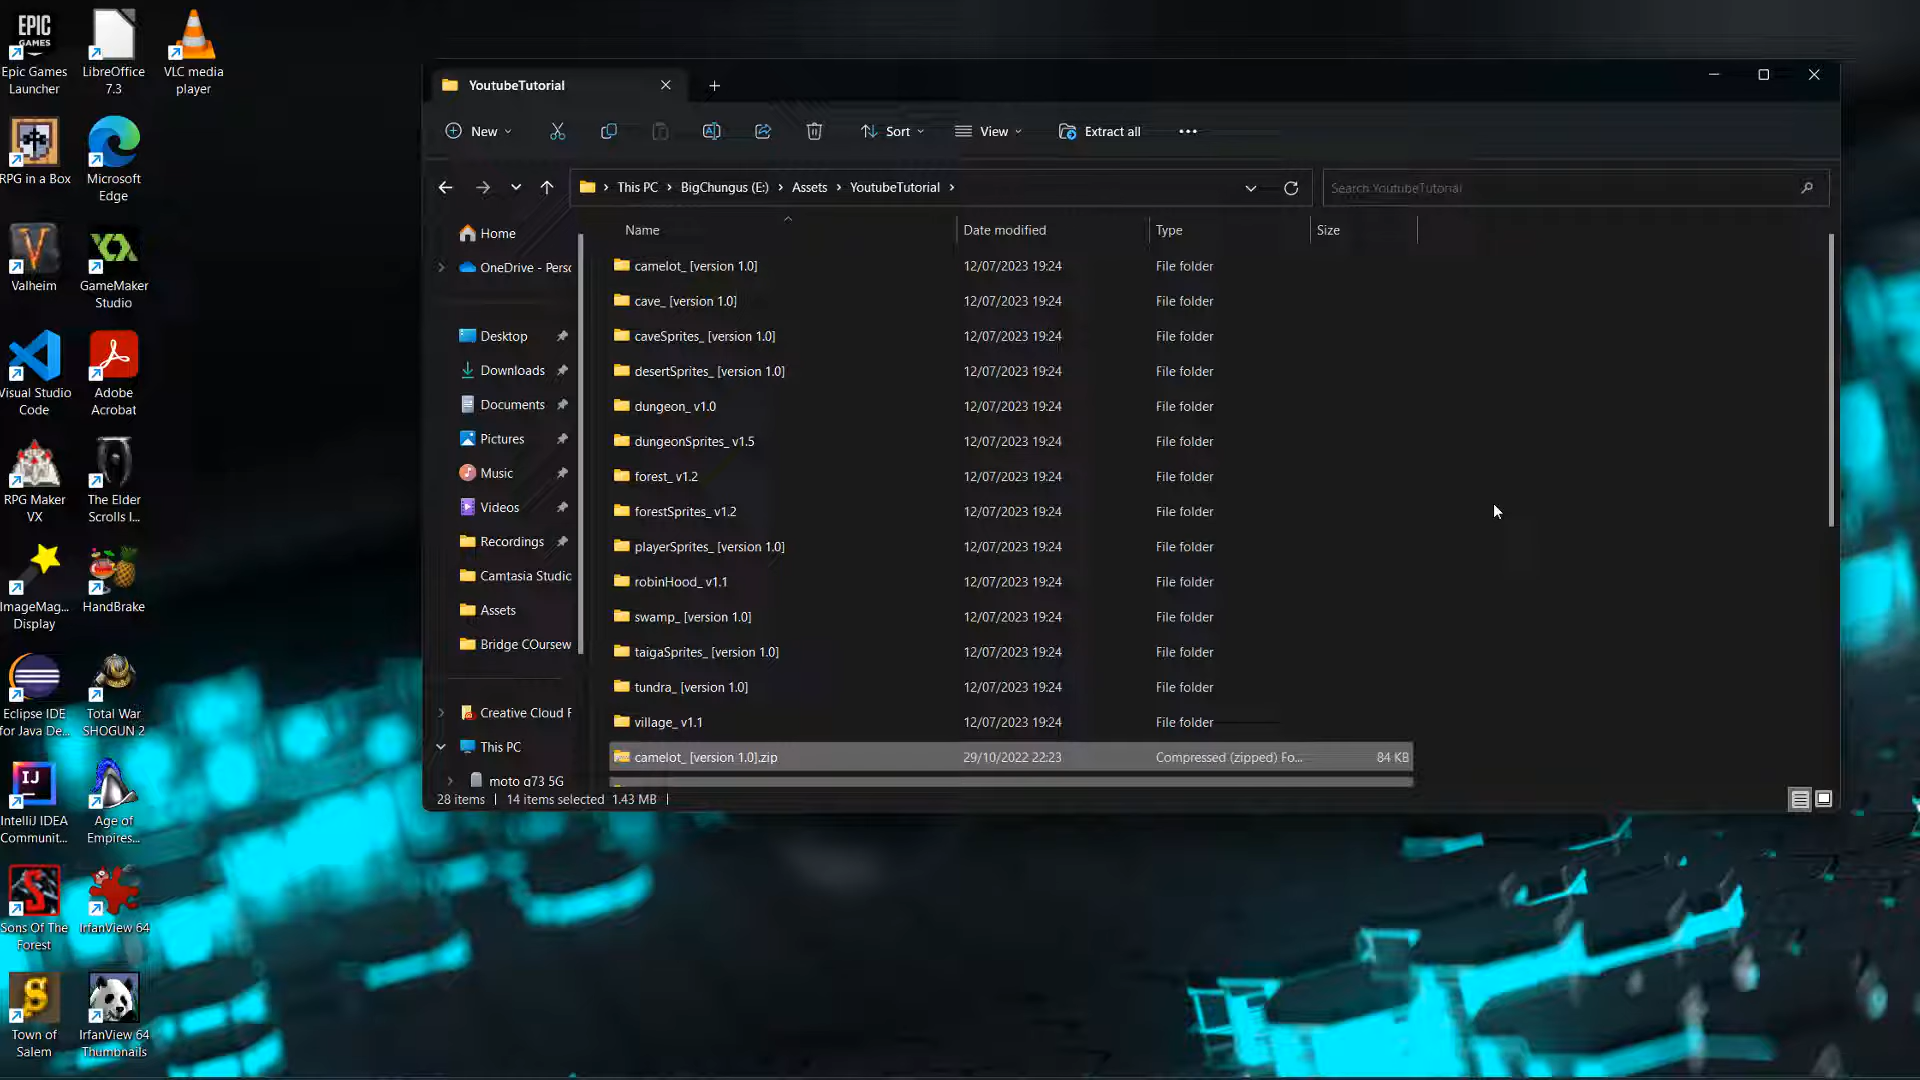 EPIC
GAMES
Epic Games
Launcher
LibreOffice
7.3
VLC media
player
RPG in a Box
Microsoft
Edge
Valheim
GameMaker
Studio
Visual Studio
Code
Adobe
Acrobat
RPG Maker
VX
The Elder
Scrolls I...
ImageMag...
Display
HandBrake
Eclipse IDE
for Java De...
Total War
SHOGUN 2
IJ
IntelliJ IDEA
Communit...
Age of
Empires...
Sons Of The
Forest
IrfanView 64
Town of
Salem
IrfanView 64
Thumbnails
YoutubeTutorial
New
Sort
View
Extract all
This PC > BigChungus (E:) > Assets > YoutubeTutorial >
Search YoutubeTutorial
Home
OneDrive - Perso
Desktop
Downloads
Documents
Pictures
Music
Videos
Recordings
Camtasia Studic
Assets
Bridge COursew
Creative Cloud F
This PC
moto g73 5G
Name Date modified Type Size
camelot_ [version 1.0] 12/07/2023 19:24 File folder
cave_ [version 1.0] 12/07/2023 19:24 File folder
caveSprites_ [version 1.0] 12/07/2023 19:24 File folder
desertSprites_ [version 1.0] 12/07/2023 19:24 File folder
dungeon_ v1.0 12/07/2023 19:24 File folder
dungeonSprites_ v1.5 12/07/2023 19:24 File folder
forest_ v1.2 12/07/2023 19:24 File folder
forestSprites_ v1.2 12/07/2023 19:24 File folder
playerSprites_ [version 1.0] 12/07/2023 19:24 File folder
robinHood_ v1.1 12/07/2023 19:24 File folder
swamp_ [version 1.0] 12/07/2023 19:24 File folder
taigaSprites_ [version 1.0] 12/07/2023 19:24 File folder
tundra_ [version 1.0] 12/07/2023 19:24 File folder
village_ v1.1 12/07/2023 19:24 File folder
camelot_ [version 1.0].zip 29/10/2022 22:23 Compressed (zipped) Fo... 84 KB
28 items | 14 items selected 1.43 MB |